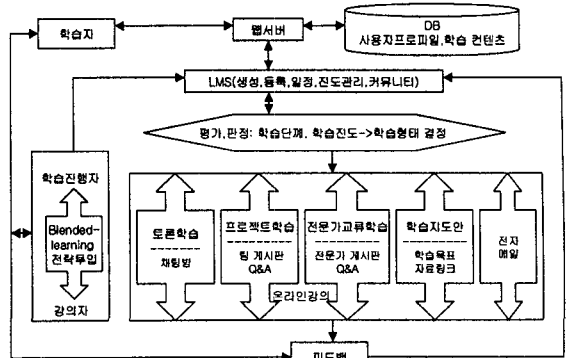 학습자
웹서버
DB
사용자프로파일,학습 컨텐츠
LMS(생성,등록,일정,진도관리,커뮤니티)
평가,판정: 학습단계, 학습진도->학습형태 결정
학습진행자
Blended-
learning
전략투입
강의자
토론학습
채팅방
프로젝트학습
팀 게시판
Q&A
전문가교류학습
전문가 게시판
Q&A
학습지도안
학습목표
자료링크
전자
메일
온라인강의
피드백